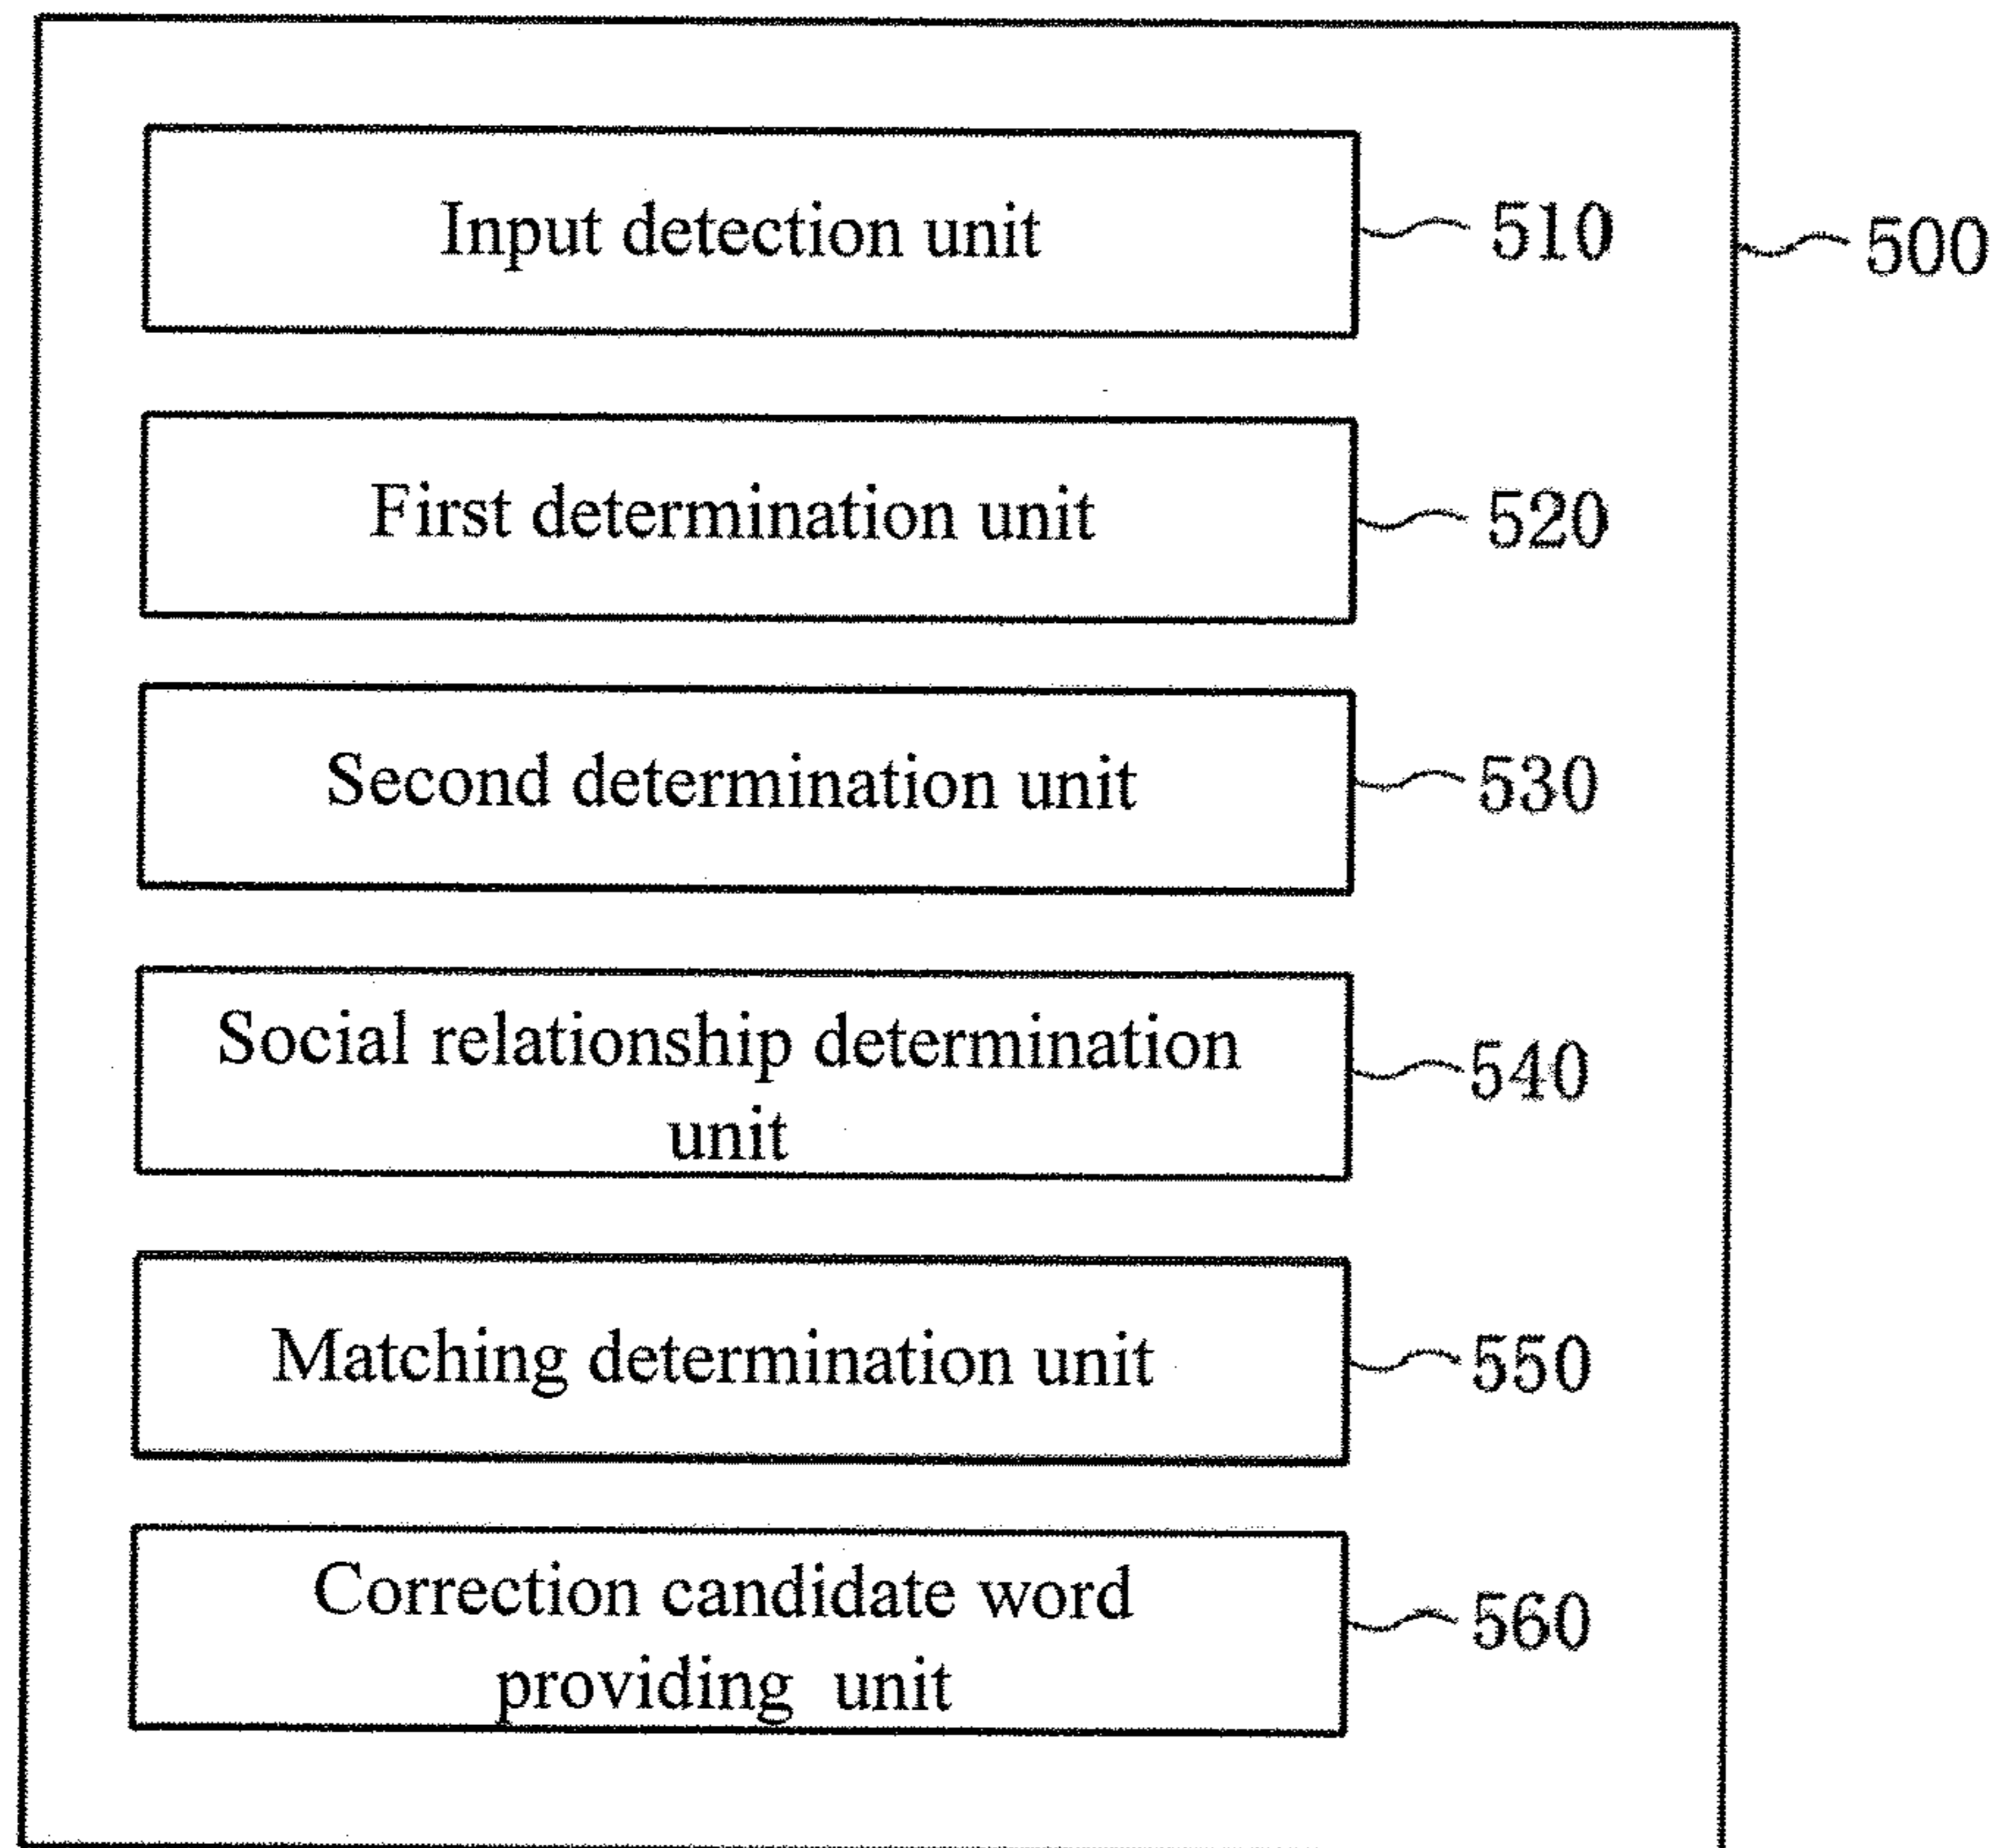 Input detection unit
510
500
First determination unit
520
Second determination unit
530
Social relationship determination
unit
540
Matching determination unit
550
Correction candidate word
providing unit
560